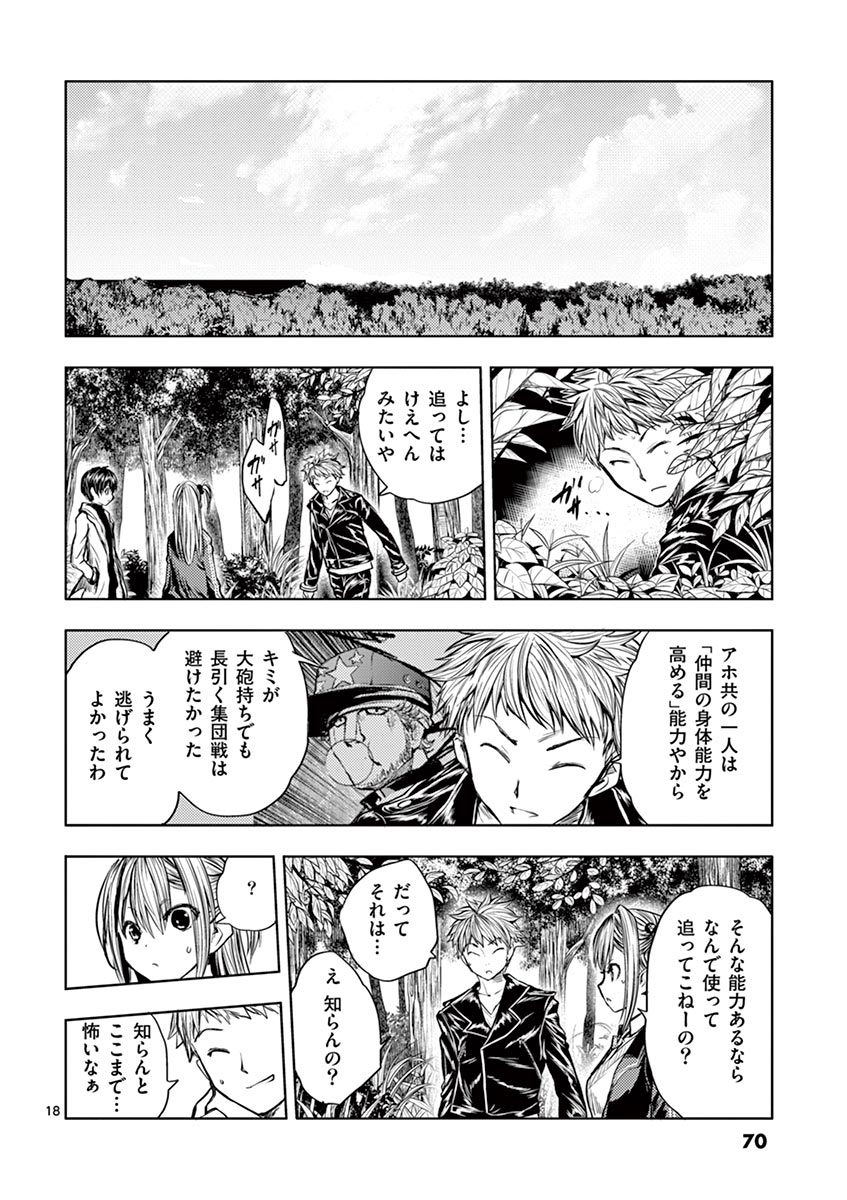 ガサ…
よし…
追っては
けえへん
みたいや
ガサ
ガサ
アホ共の一人は
「仲間の身体能力を
高める」能力やから
キミが
大砲持ちでも
長引く集団戦は
避けたかった
うまく
逃げられて
よかったわ
そんな能力あるなら
なんで使って
追ってこねーの？
だって
それは…
え 知らんの？
？
知らんと
ここまで…
怖いなぁ
18
70